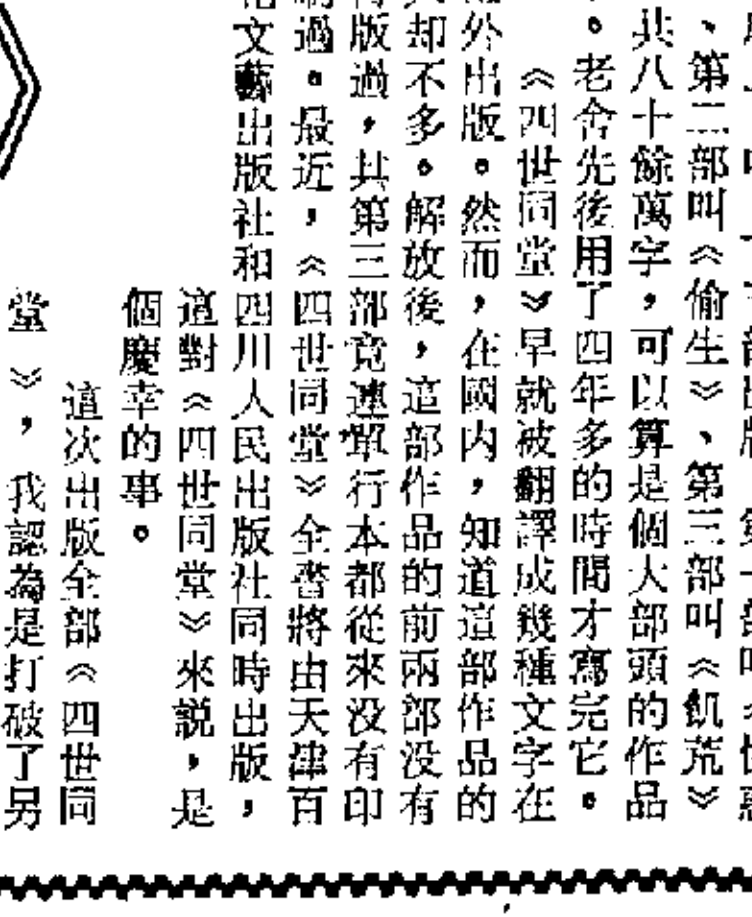 、第二部叫《偷生》、第三部叫《飢荒》
共八十餘萬字，可以算是個大部頭的作品
。老舍先後用了四年多的時間才寫完它。
《四世同堂》早就被翻譯成幾種文字在
外出版。然而，在國內，知道這部作品的
却不多。解放後，這部作品的前兩部没有
版過，其第三部竟連單行本都從來没有印
過。最近，《四世同堂》全書將由天津百
文藝出版社和四川人民出版社同時出版，
這對《四世同堂》來説，是
個慶幸的事。
這次出版全部《四世同
堂》，我認為是打破了另